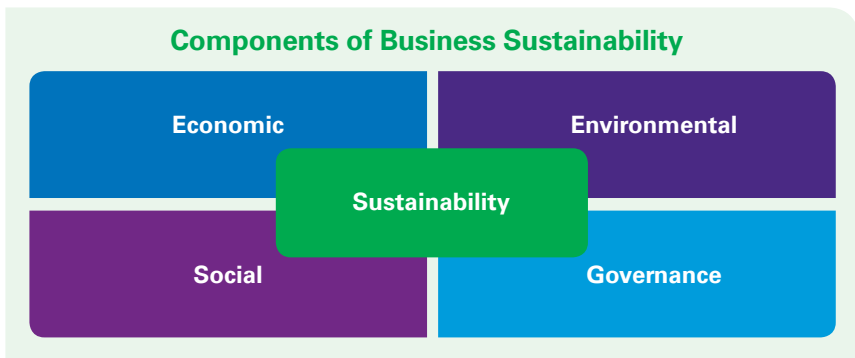 Components of Business Sustainability
Economic
Environmental
Sustainability
Social
Governance